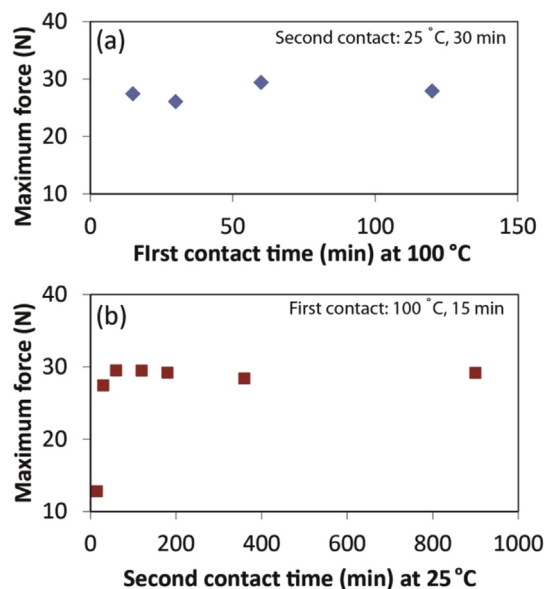 40
(a)
Second contact: 25 °C, 30 min
30
20
10
Maximum force (N)
0
50
100
150
FIrst contact time (min) at 100 °C
40
(b)
First contact: 100 °C, 15 min
30
20
10
Maximum force (N)
0
200
400
600
800
1000
Second contact time (min) at 25 °C